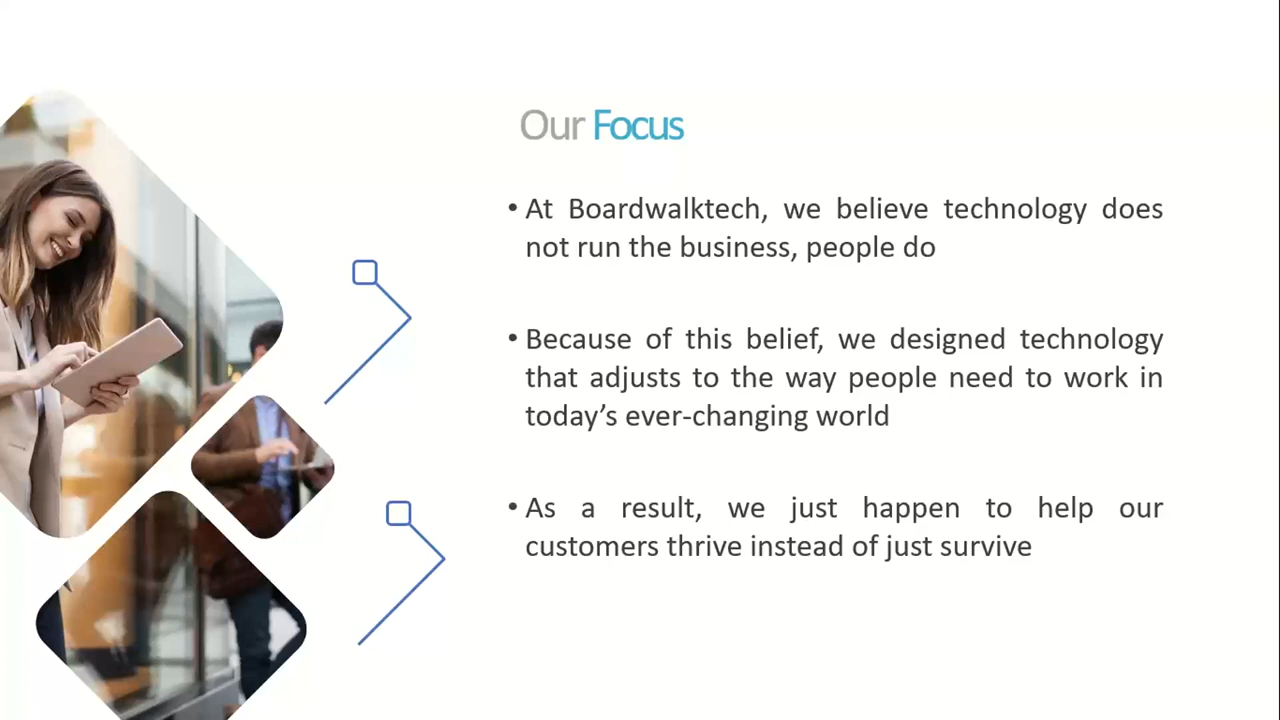 Our Focus
• At Boardwalktech, we believe technology does
not run the business, people do
• Because of this belief, we designed technology
that adjusts to the way people need to work in
today’s ever-changing world
• As a result, we just happen to help our
customers thrive instead of just survive